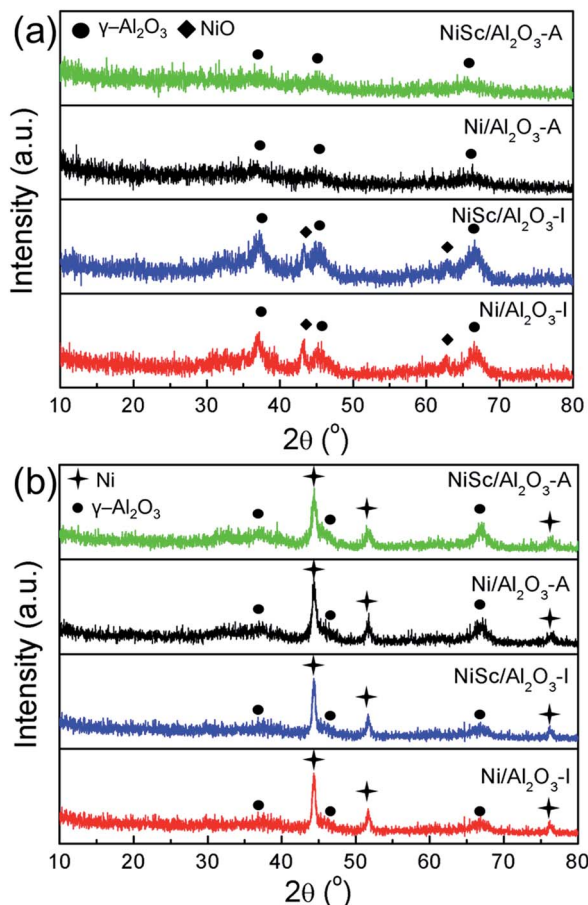 (a)
● γ–Al₂O₃ ◆ NiO
NiSc/Al₂O₃-A
Ni/Al₂O₃-A
NiSc/Al₂O₃-I
Ni/Al₂O₃-I
Intensity (a.u.)
10 20 30 40 50 60 70 80
2θ (°)
(b)
Ni
● γ–Al₂O₃
NiSc/Al₂O₃-A
Ni/Al₂O₃-A
NiSc/Al₂O₃-I
Ni/Al₂O₃-I
Intensity (a.u.)
10 20 30 40 50 60 70 80
2θ (°)